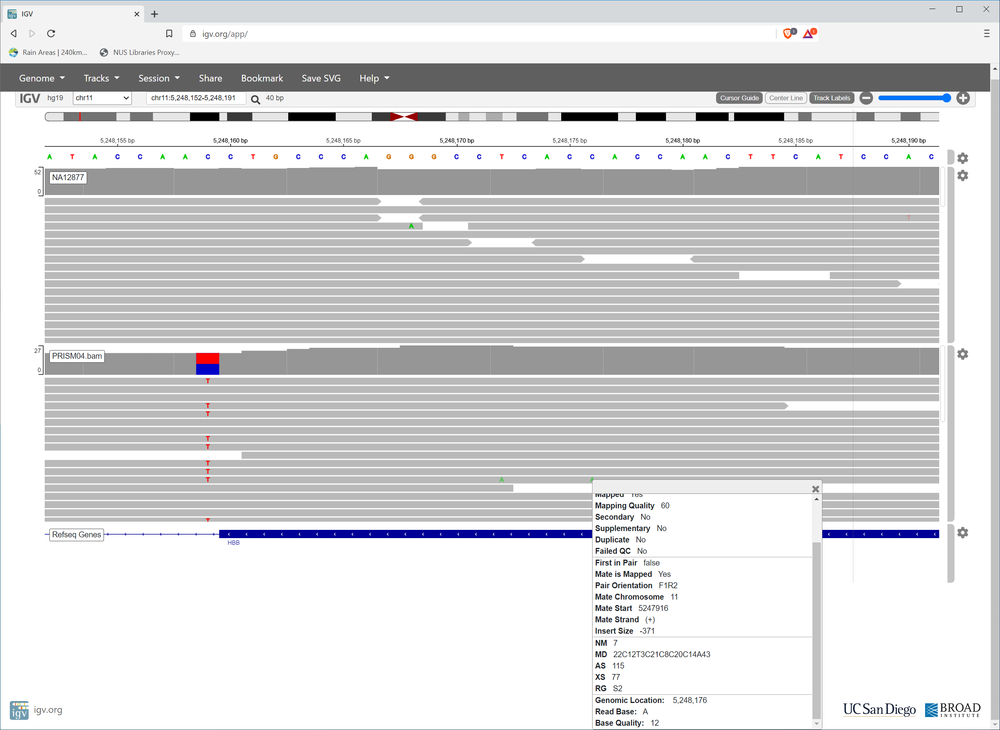 IGV
igv.org/app/
1
1
Rain Areas | 240km...
NUS Libraries Proxy...
Genome
Tracks
Session
Share
Bookmark
Save SVG
Help
IGV hg19 chr11 chr11:5,248,152-5,248,191 40 bp
Cursor Guide
Center Line
Track Labels
5,248,155 bp 5,248,160 bp 5,248,165 bp 5,248,170 bp 5,248,175 bp 5,248,180 bp 5,248,185 bp 5,248,190 bp
A T A C C A A C C T G C C C A G G G C C T C A C C A C C A A C T T C A T C C A C
52
NA12877
0
T
A
27
PRISM04.bam
0
T
T
T
T
T
T
T
T A A
T
Refseq Genes
HBB
Mapped Yes
Mapping Quality 60
Secondary No
Supplementary No
Duplicate No
Failed QC No
First in Pair false
Mate is Mapped Yes
Pair Orientation F1R2
Mate Chromosome 11
Mate Start 5247916
Mate Strand (+)
Insert Size -371
NM 7
MD 22C12T3C21C8C20C14A43
AS 115
XS 77
RG S2
Genomic Location: 5,248,176
Read Base: A
Base Quality: 12
igv igv.org
UC San Diego
BROAD
INSTITUTE